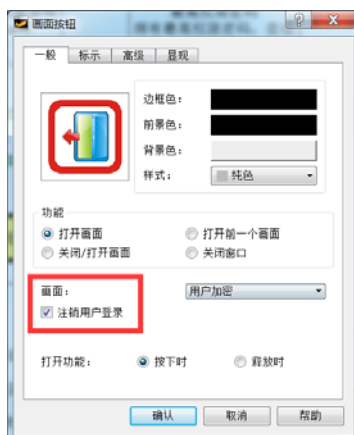 画面按钮
一般 标示 高级 显现
边框色：
前景色：
背景色：
样式： 纯色
功能
打开画面 打开前一个画面
关闭/打开画面 关闭窗口
画面： 用户加密
注销用户登录
打开功能： 按下时 释放时
确认 取消 帮助